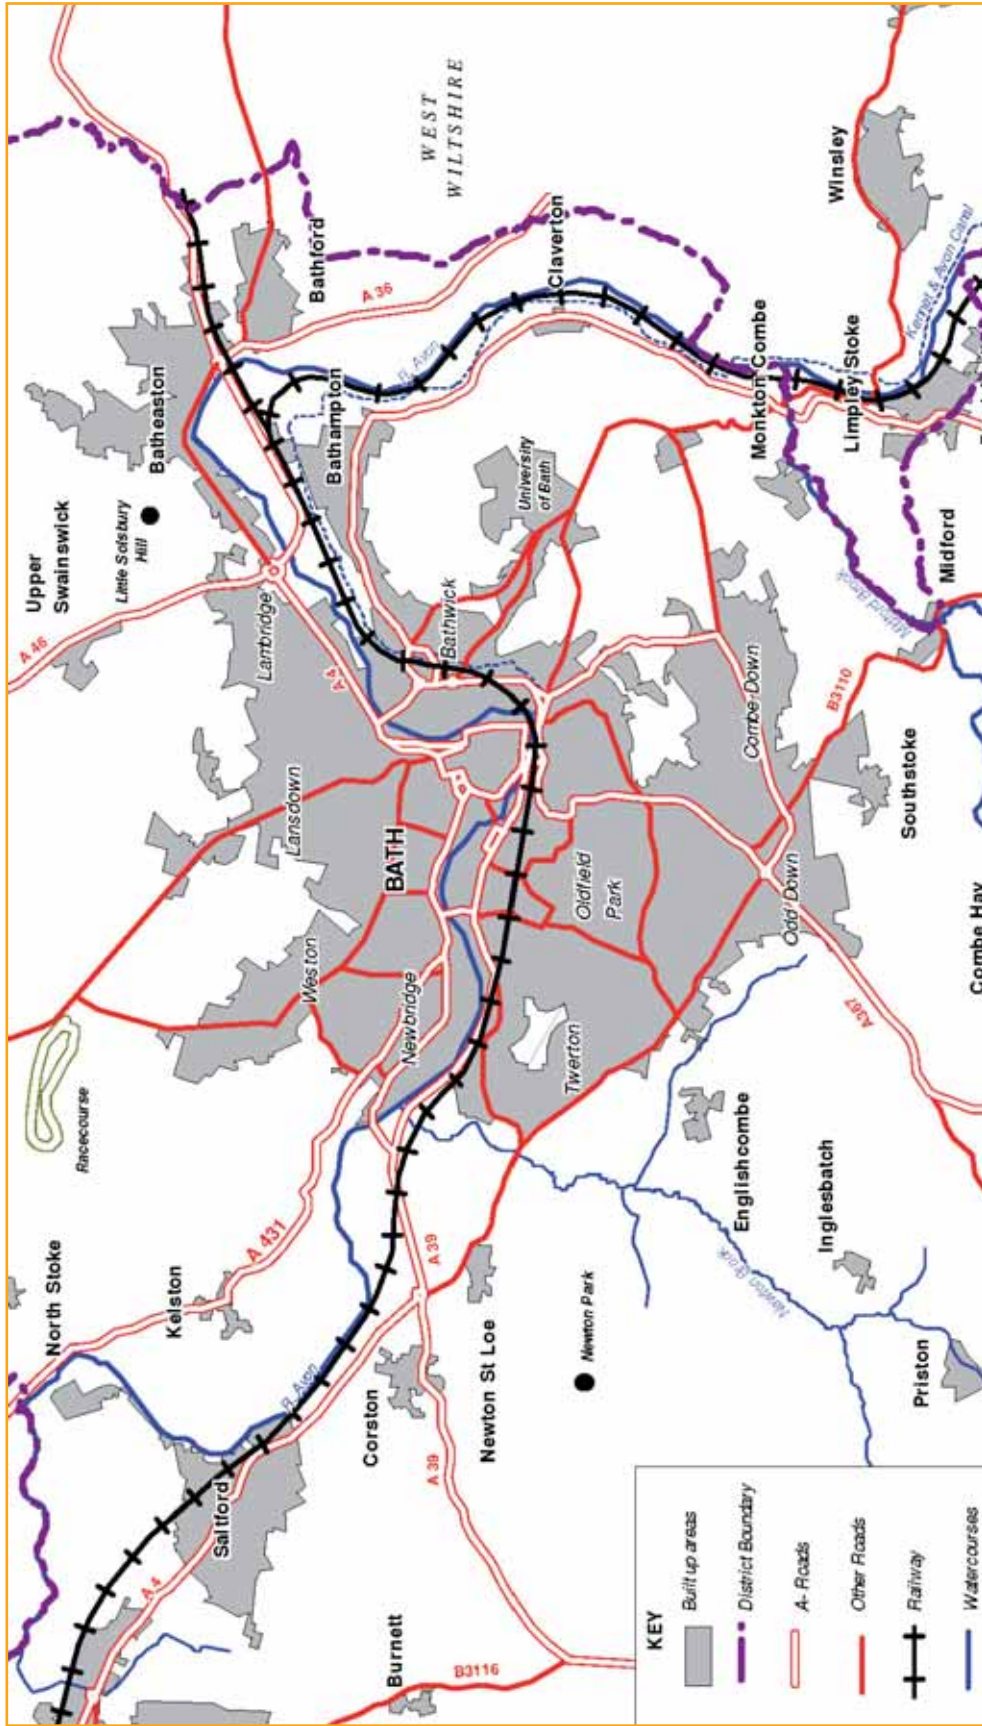 Upper
Swainswick
A 46
Little Solsbury
Hill
Batheaston
Lambridge
A 4
Bathampton
Bathford
A 36
WEST
WILTSHIRE
R. Avon
Claverton
University
of Bath
Bathwick
Lansdown
BATH
Weston
Newbridge
Racecourse
North Stoke
A 431
Kelston
R. Avon
Saltford
A 4
Corston
A 39
A 39
Newton St Loe
Newton Park
Burnett
B3116
Twerton
Oldfield
Park
Odd Down
Combe Down
Monkton Combe
Limpley Stoke
Winsley
Kennet & Avon Canal
Midford
Midford Brook
B3110
Southstoke
Combe Hay
A367
Englishcombe
Inglesbatch
Newton Brook
Priston
KEY
Built up areas
District Boundary
A- Roads
Other Roads
Railway
Watercourses